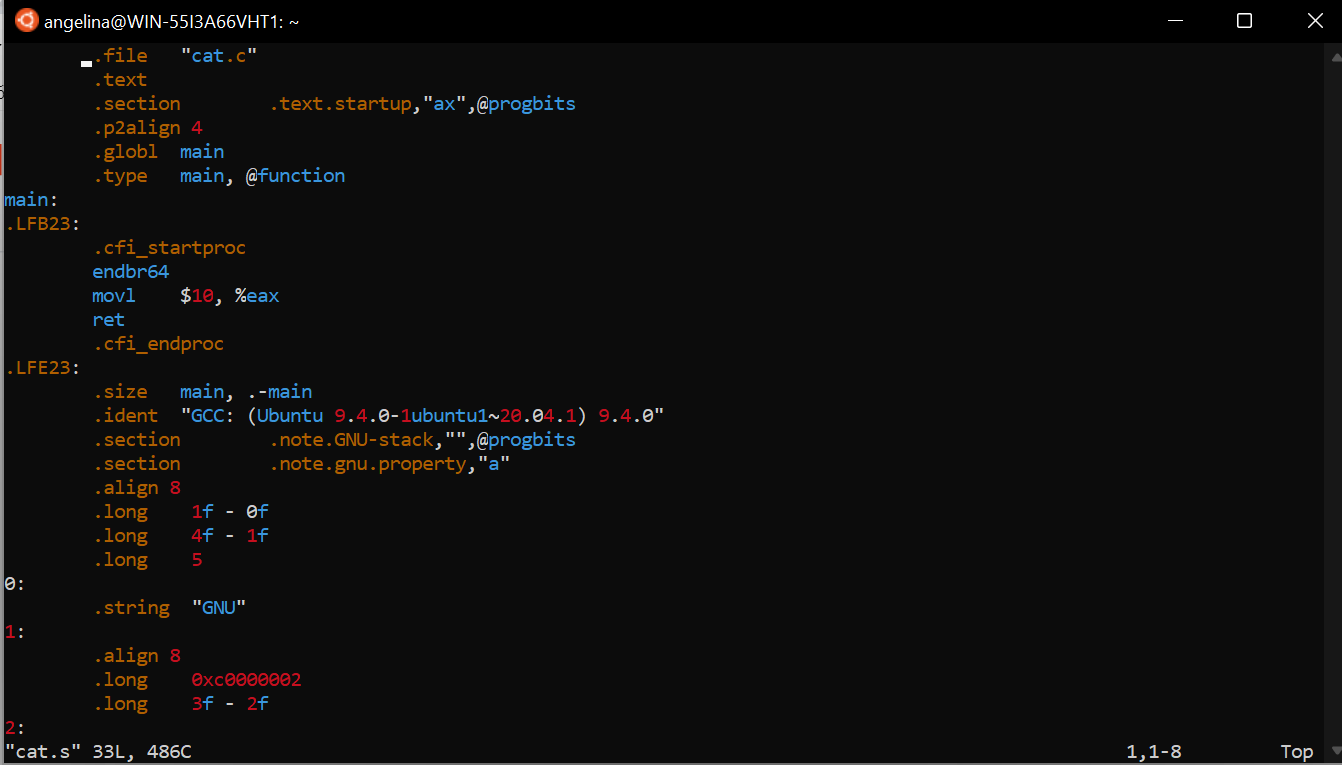 angelina@WIN-55I3A66VHT1: ~
.file "cat.c"
.text
.section .text.startup,"ax",@progbits
.p2align 4
.globl main
.type main, @function
main:
.LFB23:
.cfi_startproc
endbr64
movl $10, %eax
ret
.cfi_endproc
.LFE23:
.size main, .-main
.ident "GCC: (Ubuntu 9.4.0-1ubuntu1~20.04.1) 9.4.0"
.section .note.GNU-stack,"",@progbits
.section .note.gnu.property,"a"
.align 8
.long 1f - 0f
.long 4f - 1f
.long 5
0:
.string "GNU"
1:
.align 8
.long 0xc0000002
.long 3f - 2f
2:
"cat.s" 33L, 486C 1,1-8 Top